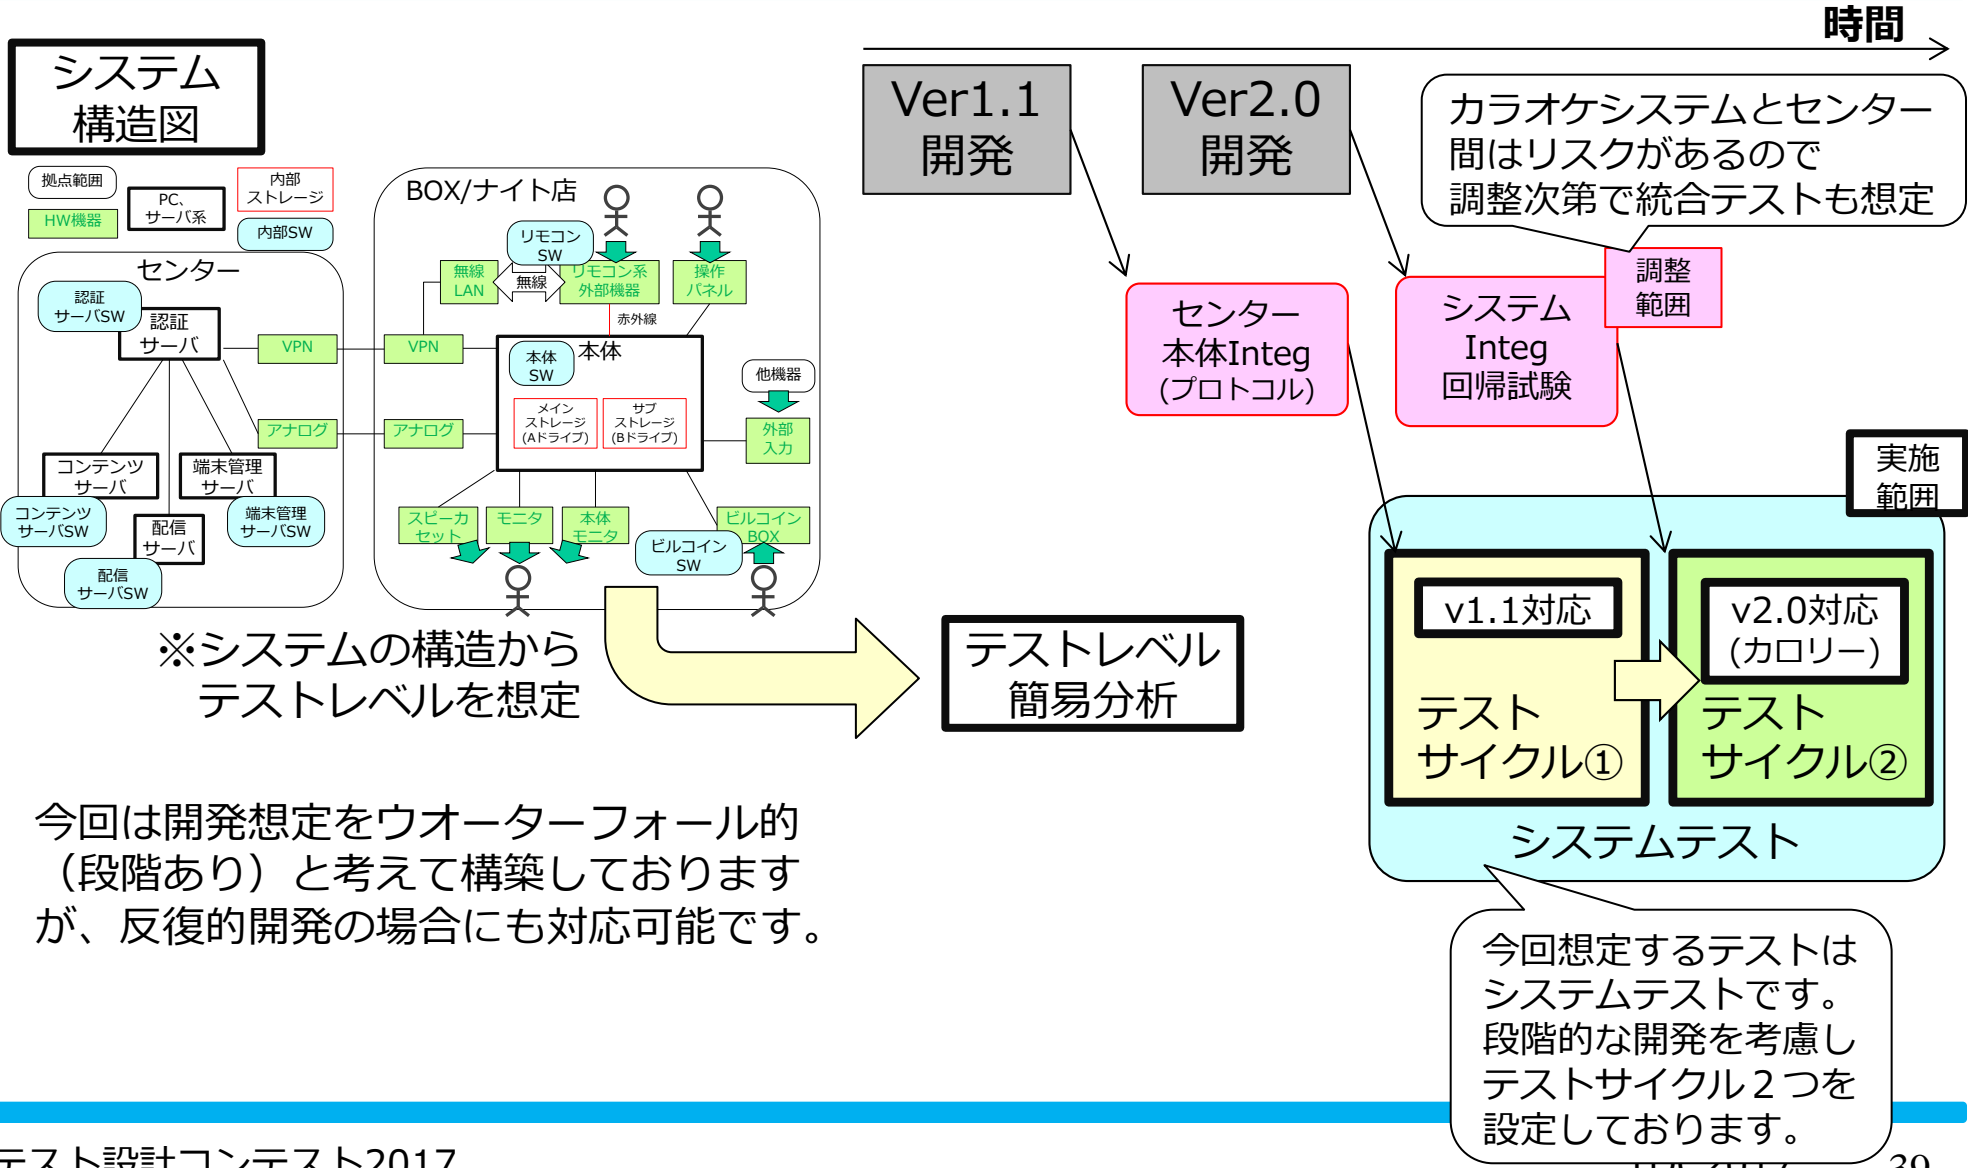 時間
システム
構造図
Ver1.1
開発
Ver2.0
開発
カラオケシステムとセンター
間はリスクがあるので
調整次第で統合テストも想定
拠点範囲
PC、
サーバ系
内部
ストレージ
HW機器
内部SW
BOX/ナイト店
リモコン
SW
無線
LAN
無線
リモコン系
外部機器
操作
パネル
赤外線
センター
認証
サーバSW
認証
サーバ
VPN
VPN
本体
SW
本体
他機器
メイン
ストレージ
(Aドライブ)
サブ
ストレージ
(Bドライブ)
アナログ
アナログ
外部
入力
コンテンツ
サーバ
端末管理
サーバ
コンテンツ
サーバSW
配信
サーバ
端末管理
サーバSW
配信
サーバSW
スピーカ
セット
モニタ
本体
モニタ
ビルコイン
BOX
ビルコイン
SW
調整
範囲
センター
本体Integ
(プロトコル)
システム
Integ
回帰試験
実施
範囲
v1.1対応
テスト
サイクル①
v2.0対応
(カロリー)
テスト
サイクル②
システムテスト
※システムの構造から
テストレベルを想定
テストレベル
簡易分析
今回は開発想定をウオーターフォール的
（段階あり）と考えて構築しております
が、反復的開発の場合にも対応可能です。
今回想定するテストは
システムテストです。
段階的な開発を考慮し
テストサイクル２つを
設定しております。
テスト設計コンテスト2017
39